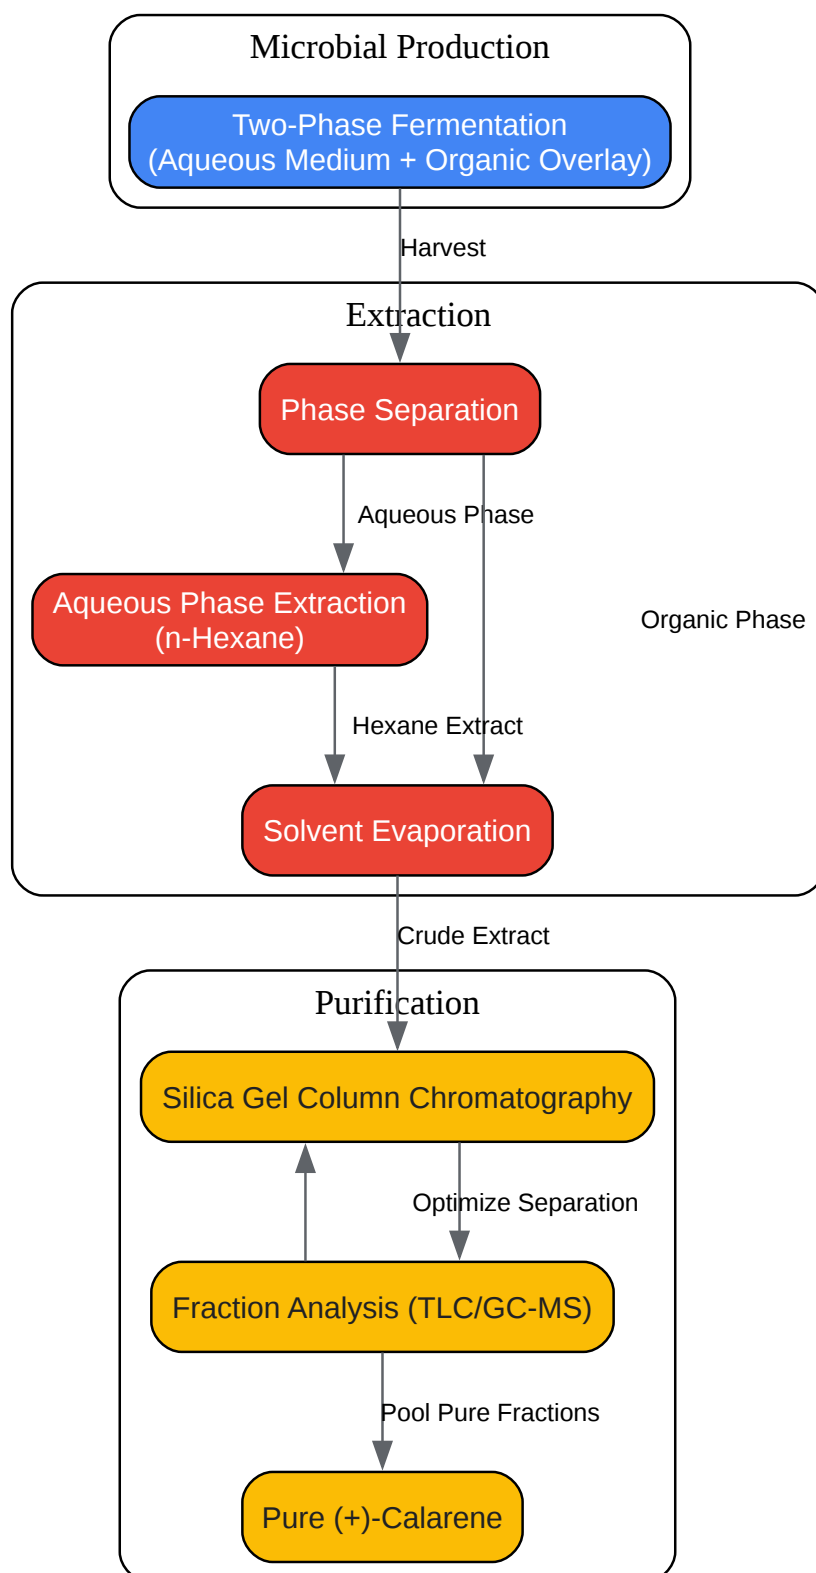 Microbial Production
Two-Phase Fermentation
(Aqueous Medium + Organic Overlay)
Harvest
Extraction
Phase Separation
Aqueous Phase
Aqueous Phase Extraction
(n-Hexane)
Organic Phase
Hexane Extract
Solvent Evaporation
Crude Extract
Purification
Silica Gel Column Chromatography
Optimize Separation
Fraction Analysis (TLC/GC-MS)
Pool Pure Fractions
Pure (+)-Calarene